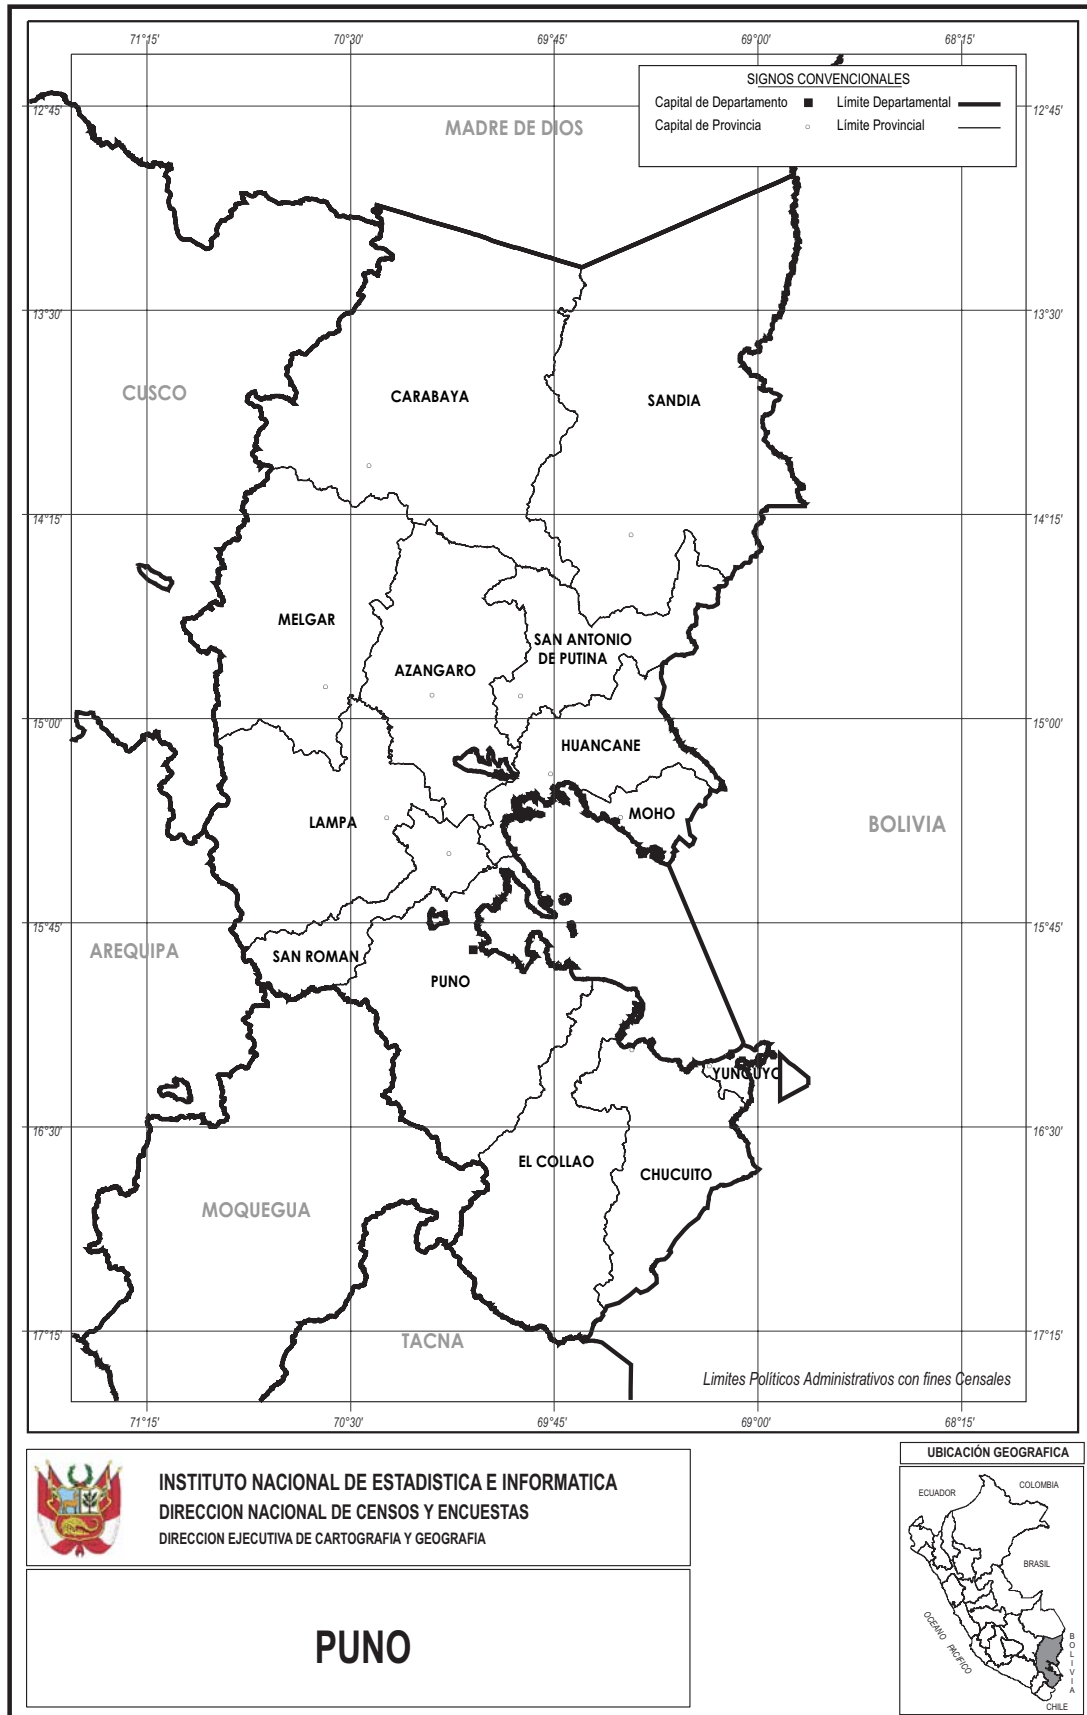 71°15' 70°30' 69°45' 69°00' 68°15'
SIGNOS CONVENCIONALES
Capital de Departamento Límite Departamental
Capital de Provincia Límite Provincial
12°45' 12°45'
MADRE DE DIOS
13°30' 13°30'
CUSCO
CARABAYA
SANDIA
14°15' 14°15'
MELGAR
SAN ANTONIO
DE PUTINA
AZANGARO
15°00' 15°00'
HUANCANE
MOHO
LAMPA
BOLIVIA
15°45' 15°45'
AREQUIPA
SAN ROMAN
PUNO
YUNGUYO
16°30' 16°30'
EL COLLAO
CHUCUITO
MOQUEGUA
17°15' 17°15'
TACNA
Limites Políticos Administrativos con fines Censales
71°15' 70°30' 69°45' 69°00' 68°15'
INSTITUTO NACIONAL DE ESTADISTICA E INFORMATICA
DIRECCION NACIONAL DE CENSOS Y ENCUESTAS
DIRECCION EJECUTIVA DE CARTOGRAFIA Y GEOGRAFIA
PUNO
UBICACIÓN GEOGRAFICA
COLOMBIA
ECUADOR
BRASIL
OCEANO PACIFICO
BOLIVIA
CHILE